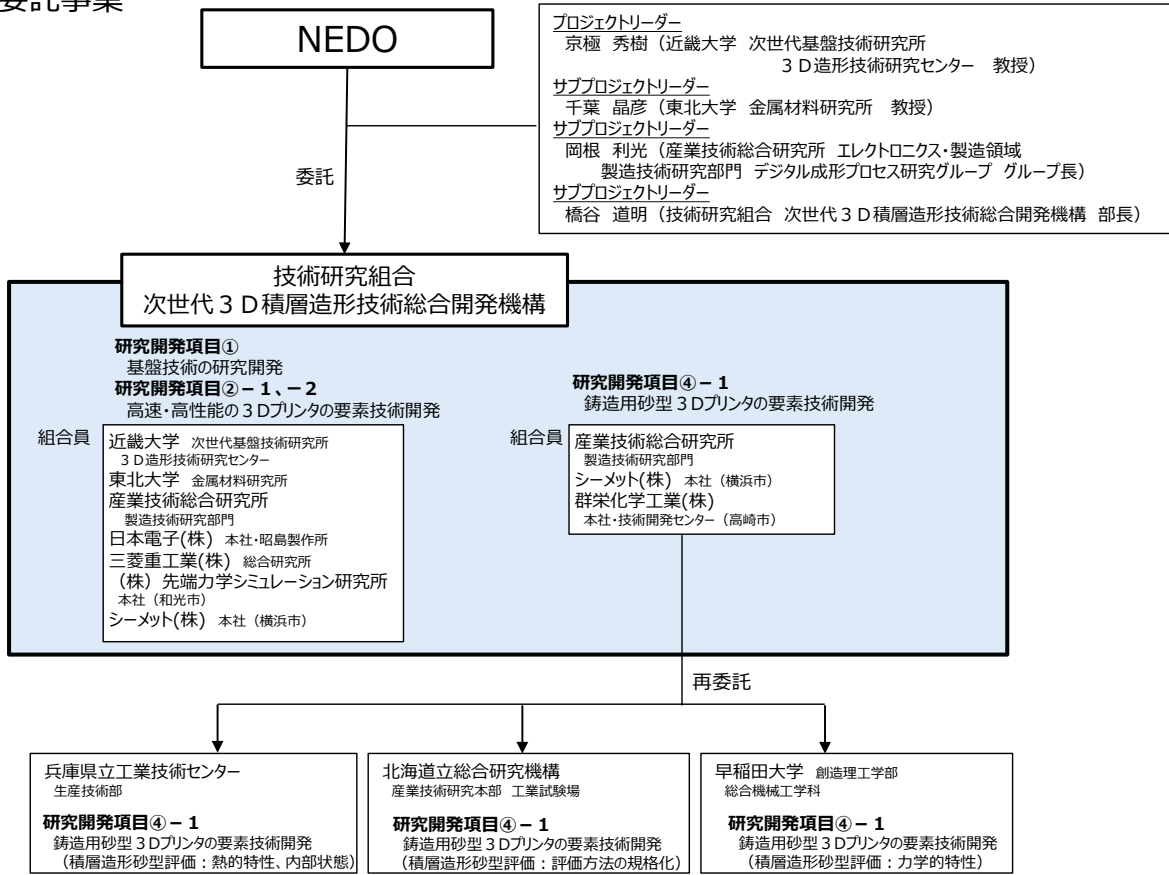 委託事業
NEDO
プロジェクトリーダー
京極 秀樹（近畿大学 次世代基盤技術研究所
３Ｄ造形技術研究センター 教授）
サブプロジェクトリーダー
千葉 晶彦（東北大学 金属材料研究所 教授）
サブプロジェクトリーダー
岡根 利光（産業技術総合研究所 エレクトロニクス・製造領域
製造技術研究部門 デジタル成形プロセス研究グループ グループ長）
サブプロジェクトリーダー
橋谷 道明（技術研究組合 次世代３Ｄ積層造形技術総合開発機構 部長）
委託
技術研究組合
次世代３Ｄ積層造形技術総合開発機構
研究開発項目①
基盤技術の研究開発
研究開発項目②－１、－２
高速・高性能の３Ｄプリンタの要素技術開発
組合員
近畿大学 次世代基盤技術研究所
３Ｄ造形技術研究センター
東北大学 金属材料研究所
産業技術総合研究所
製造技術研究部門
日本電子(株) 本社・昭島製作所
三菱重工業(株) 総合研究所
（株）先端力学シミュレーション研究所
本社（和光市）
シーメット(株) 本社（横浜市）
研究開発項目④－１
鋳造用砂型３Ｄプリンタの要素技術開発
組合員
産業技術総合研究所
製造技術研究部門
シーメット(株) 本社（横浜市）
群栄化学工業(株)
本社・技術開発センター（高崎市）
再委託
兵庫県立工業技術センター
生産技術部
研究開発項目④－１
鋳造用砂型３Ｄプリンタの要素技術開発
（積層造形砂型評価：熱的特性、内部状態）
北海道立総合研究機構
産業技術研究本部 工業試験場
研究開発項目④－１
鋳造用砂型３Ｄプリンタの要素技術開発
（積層造形砂型評価：評価方法の規格化）
早稲田大学 創造理工学部
総合機械工学科
研究開発項目④－１
鋳造用砂型３Ｄプリンタの要素技術開発
（積層造形砂型評価：力学的特性）